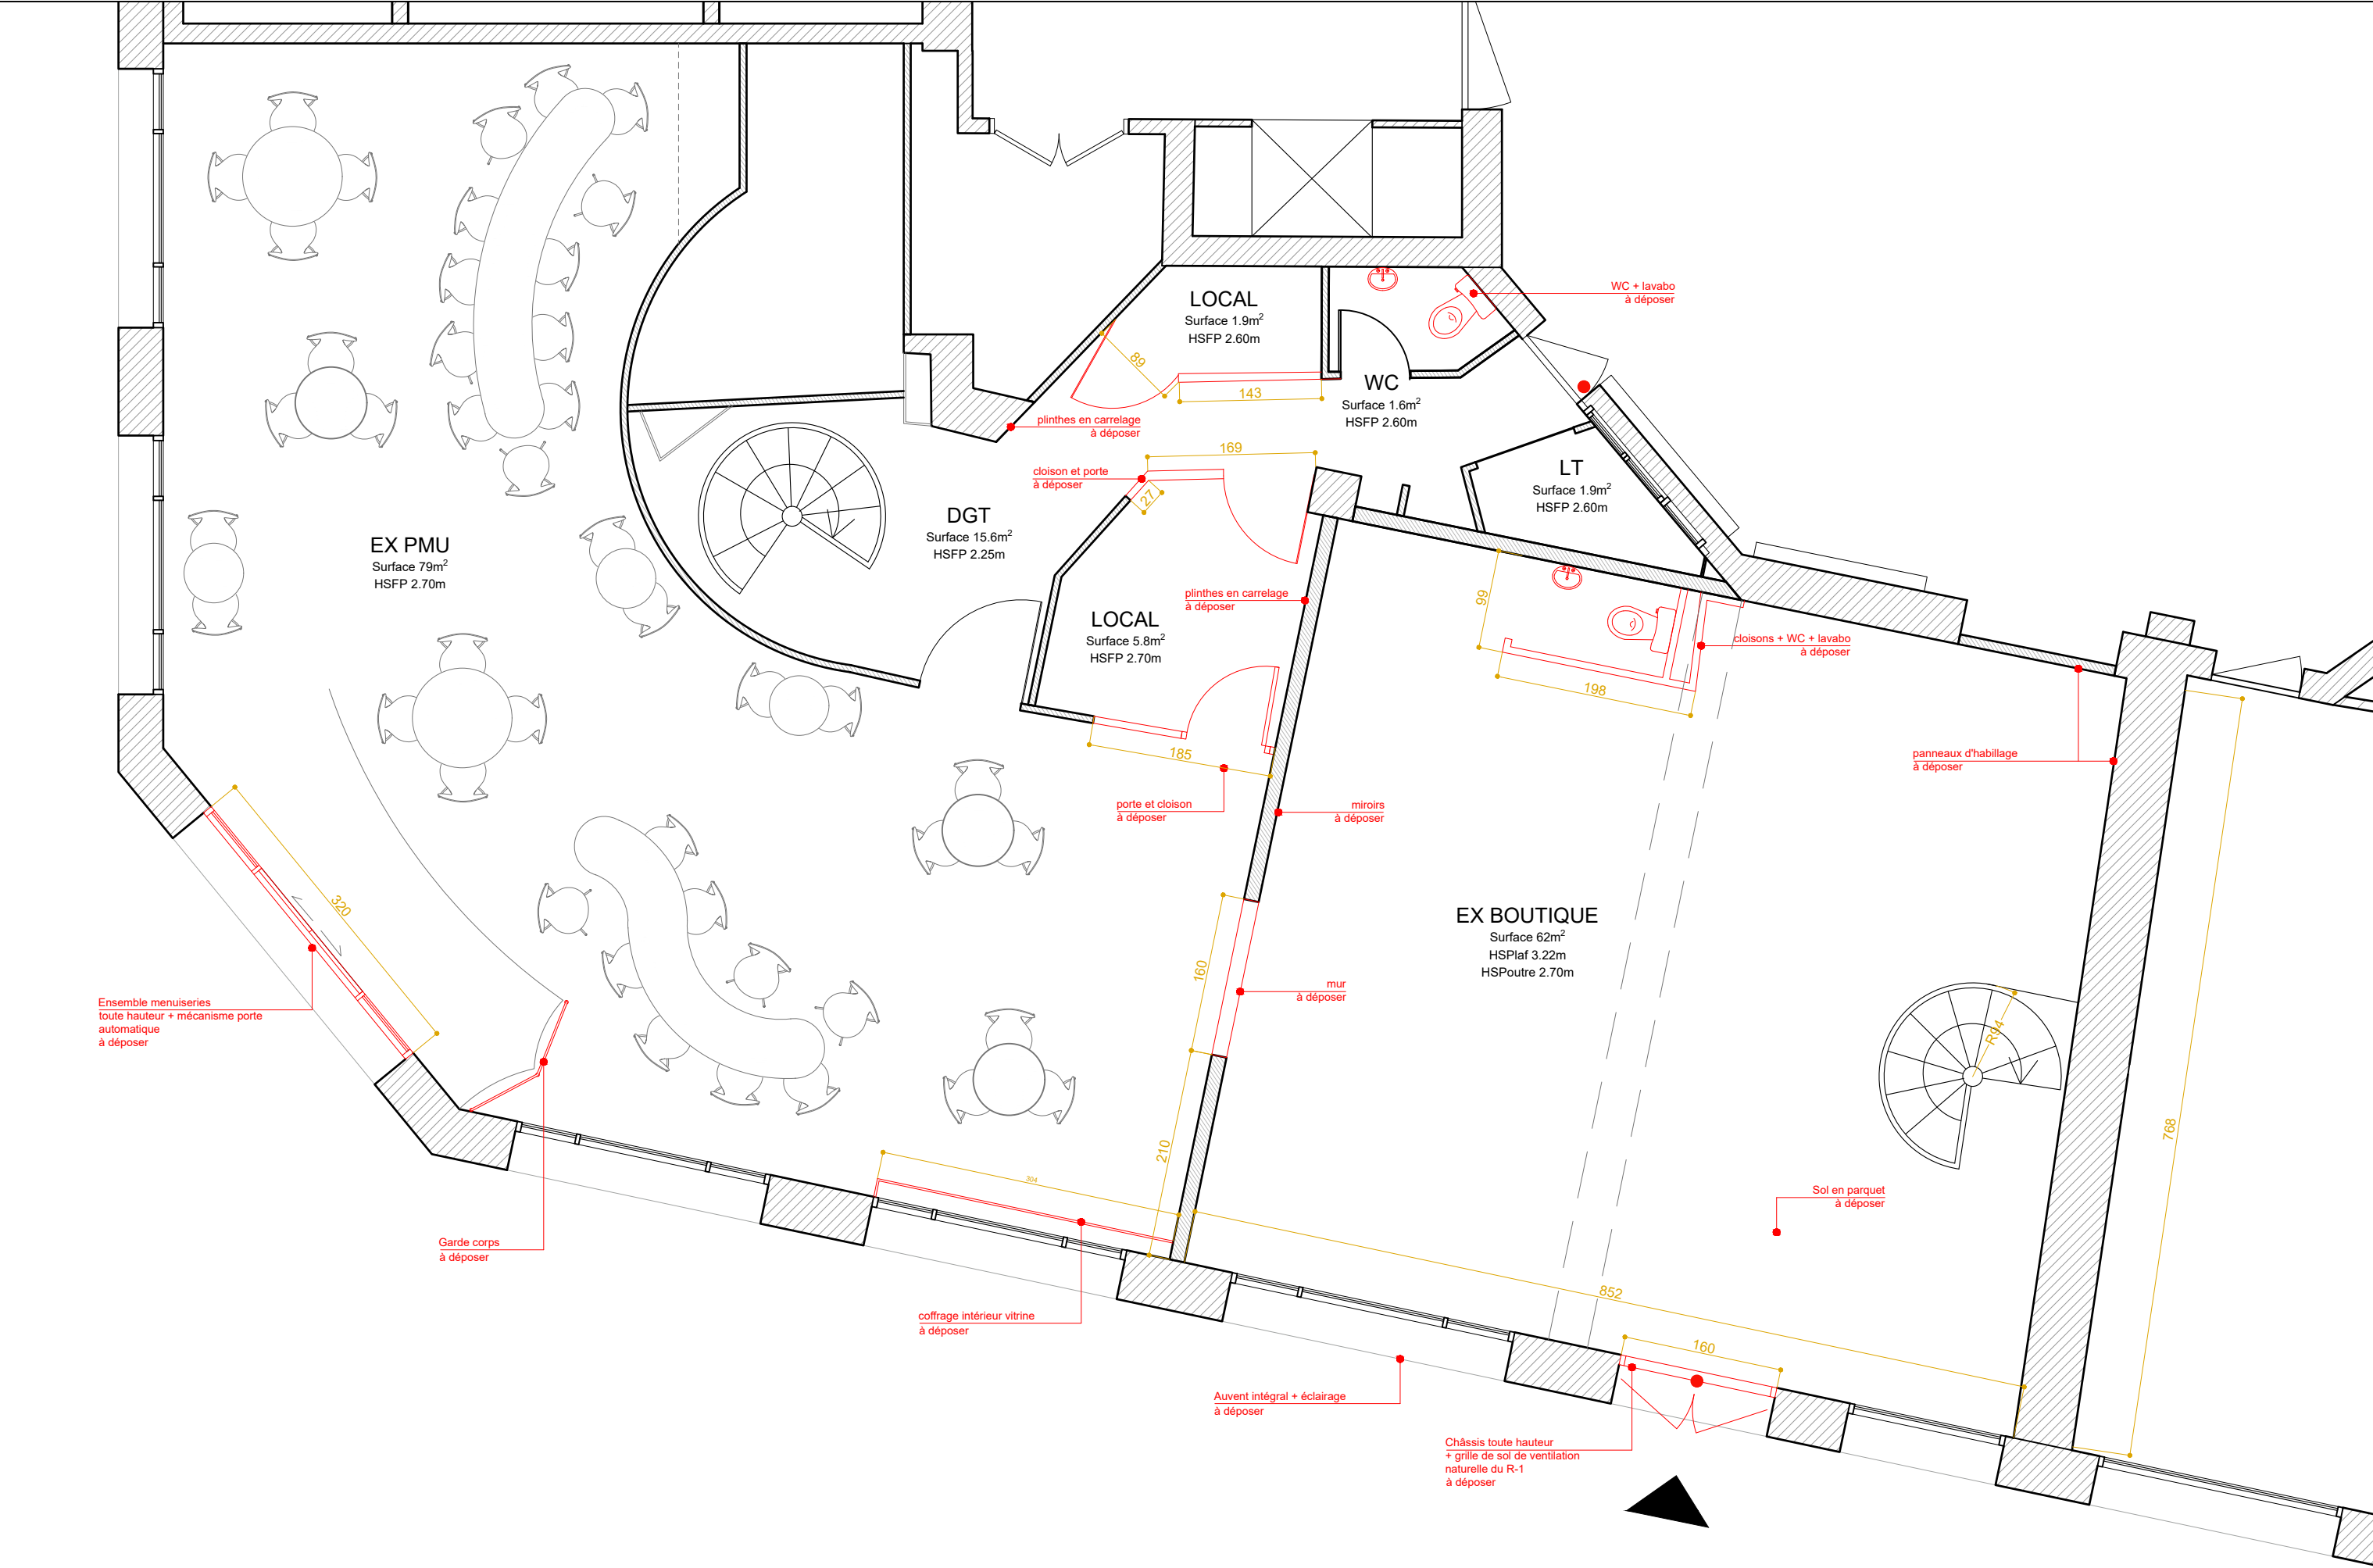 LOCAL
Surface 1.9m²
HSFP 2.60m
WC + lavabo
à déposer
89
143
WC
Surface 1.6m²
HSFP 2.60m
plinthes en carrelage
à déposer
169
cloison et porte
à déposer
27
LT
Surface 1.9m²
HSFP 2.60m
DGT
Surface 15.6m²
HSFP 2.25m
EX PMU
Surface 79m²
HSFP 2.70m
plinthes en carrelage
à déposer
99
LOCAL
Surface 5.8m²
HSFP 2.70m
cloisons + WC + lavabo
à déposer
198
185
panneaux d'habillage
à déposer
porte et cloison
à déposer
miroirs
à déposer
320
EX BOUTIQUE
Surface 62m²
HSPlaf 3.22m
HSPoutre 2.70m
160
mur
à déposer
Ensemble menuiseries
toute hauteur + mécanisme porte
automatique
à déposer
R94
768
210
304
Sol en parquet
à déposer
Garde corps
à déposer
852
coffrage intérieur vitrine
à déposer
160
Auvent intégral + éclairage
à déposer
Châssis toute hauteur
+ grille de sol de ventilation
naturelle du R-1
à déposer